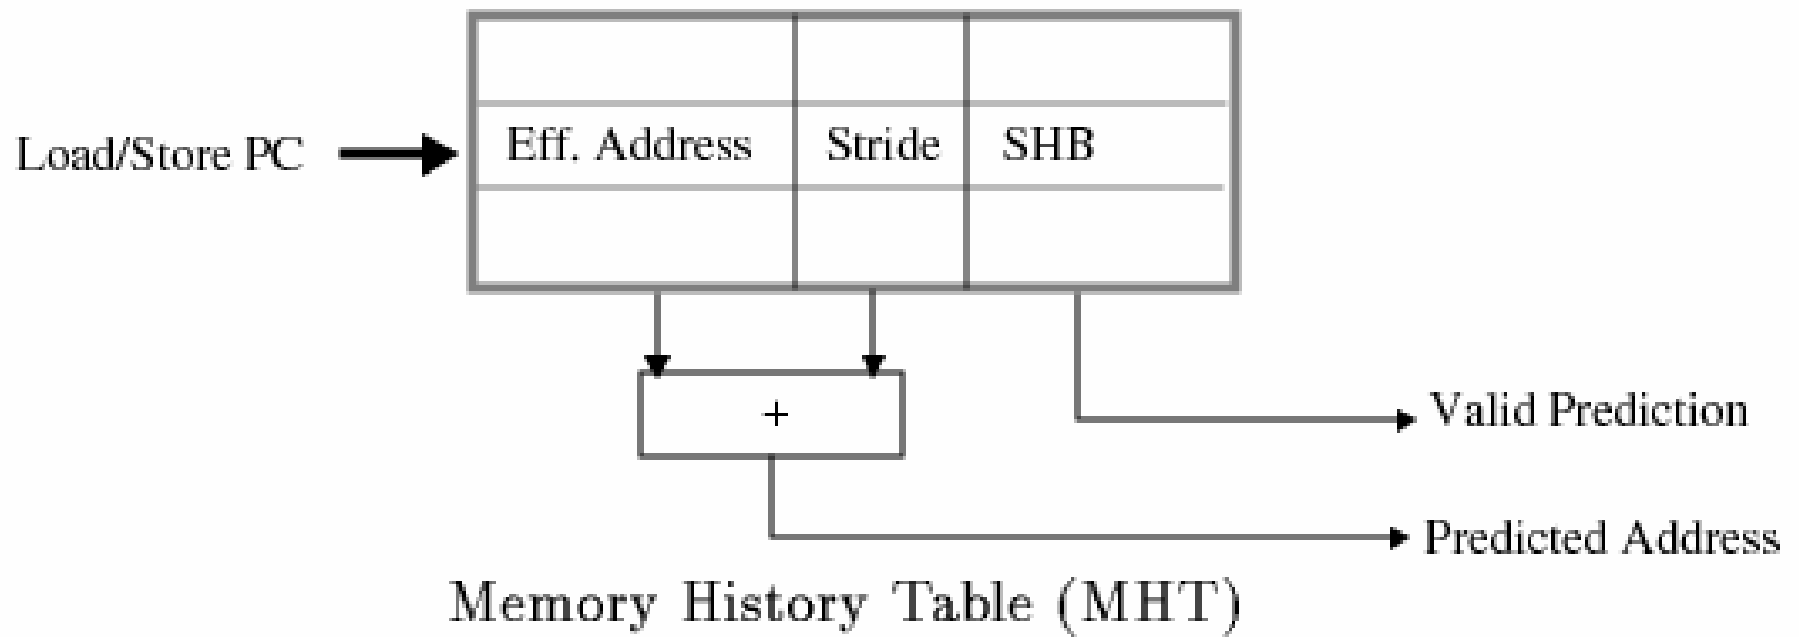 Load/Store PC
Eff. Address Stride SHB
+
Valid Prediction
Predicted Address
Memory History Table (MHT)